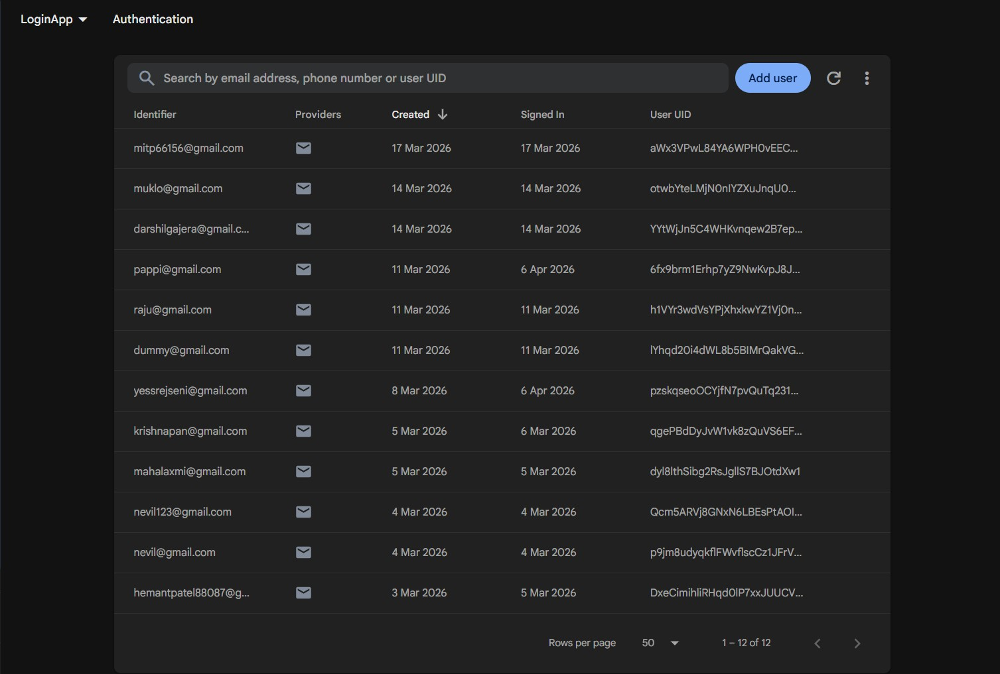 LoginApp Authentication
Search by email address, phone number or user UID Add user
Identifier Providers Created Signed In User UID
mitp66156@gmail.com 17 Mar 2026 17 Mar 2026 aWx3VPwL84YA6WPH0vEEC...
muklo@gmail.com 14 Mar 2026 14 Mar 2026 otwbYteLMjN0nIYZXuJnqU0...
darshilgajera@gmail.c... 14 Mar 2026 14 Mar 2026 YYtWjJn5C4WHKvnqew2B7ep...
pappi@gmail.com 11 Mar 2026 6 Apr 2026 6fx9brm1Erhp7yZ9NwKvpJ8J...
raju@gmail.com 11 Mar 2026 11 Mar 2026 h1VYr3wdVsYPjXhxkwYZ1Vj0n...
dummy@gmail.com 11 Mar 2026 11 Mar 2026 lYhqd20i4dWL8b5BIMrQakVG...
yessrejseni@gmail.com 8 Mar 2026 6 Apr 2026 pzskqseoOCYjfN7pvQuTq231...
krishnapan@gmail.com 5 Mar 2026 6 Mar 2026 qgePBdDyJvW1vk8zQuVS6EF...
mahalaxmi@gmail.com 5 Mar 2026 5 Mar 2026 dyl8lthSibg2RsJgllS7BJOtdXw1
nevil123@gmail.com 4 Mar 2026 4 Mar 2026 Qcm5ARVj8GNxN6LBEsPtAOI...
nevil@gmail.com 4 Mar 2026 4 Mar 2026 p9jm8udyqkflFWvflscCz1JFrV...
hemantpatel88087@g... 3 Mar 2026 5 Mar 2026 DxeCimihliRHqd0lP7xxJUUCV...
Rows per page 50 1 – 12 of 12